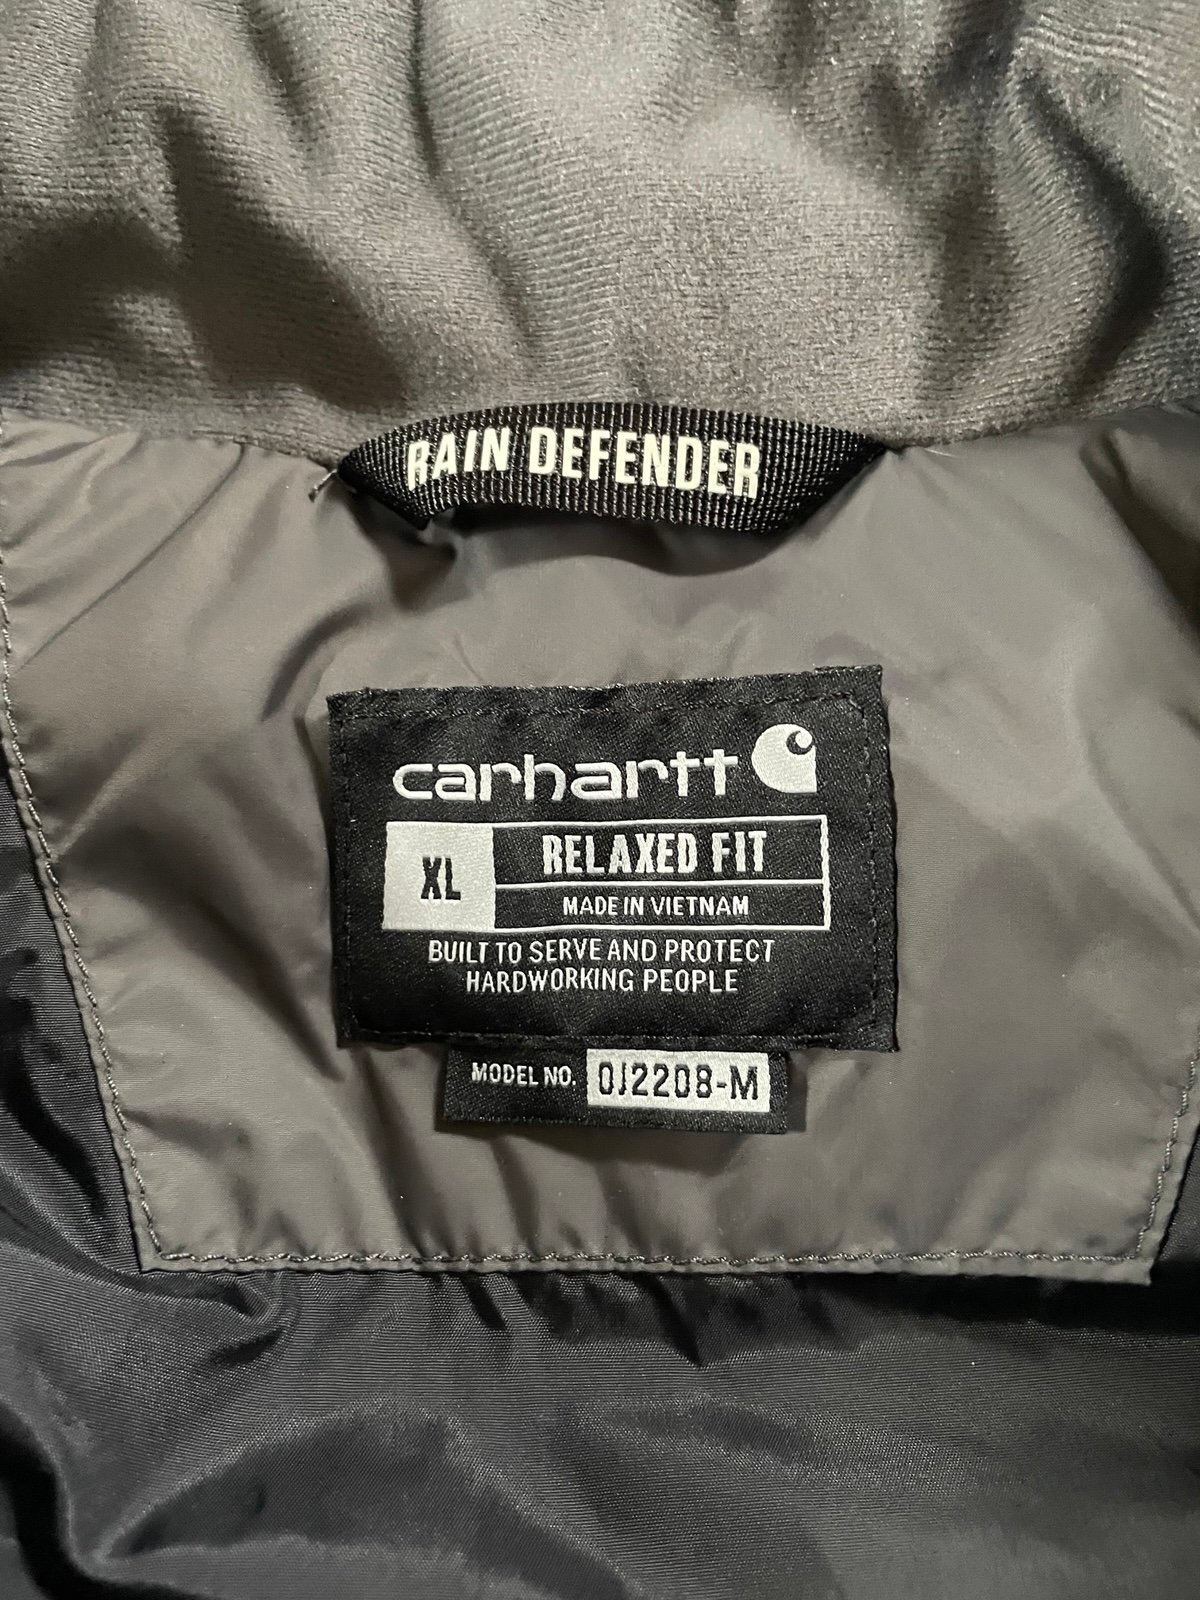 RAIN DEFENDER
carhartt
XL
RELAXED FIT
MADE IN VIETNAM
BUILT TO SERVE AND PROTECT
HARDWORKING PEOPLE
MODEL NO. OJ2208-M